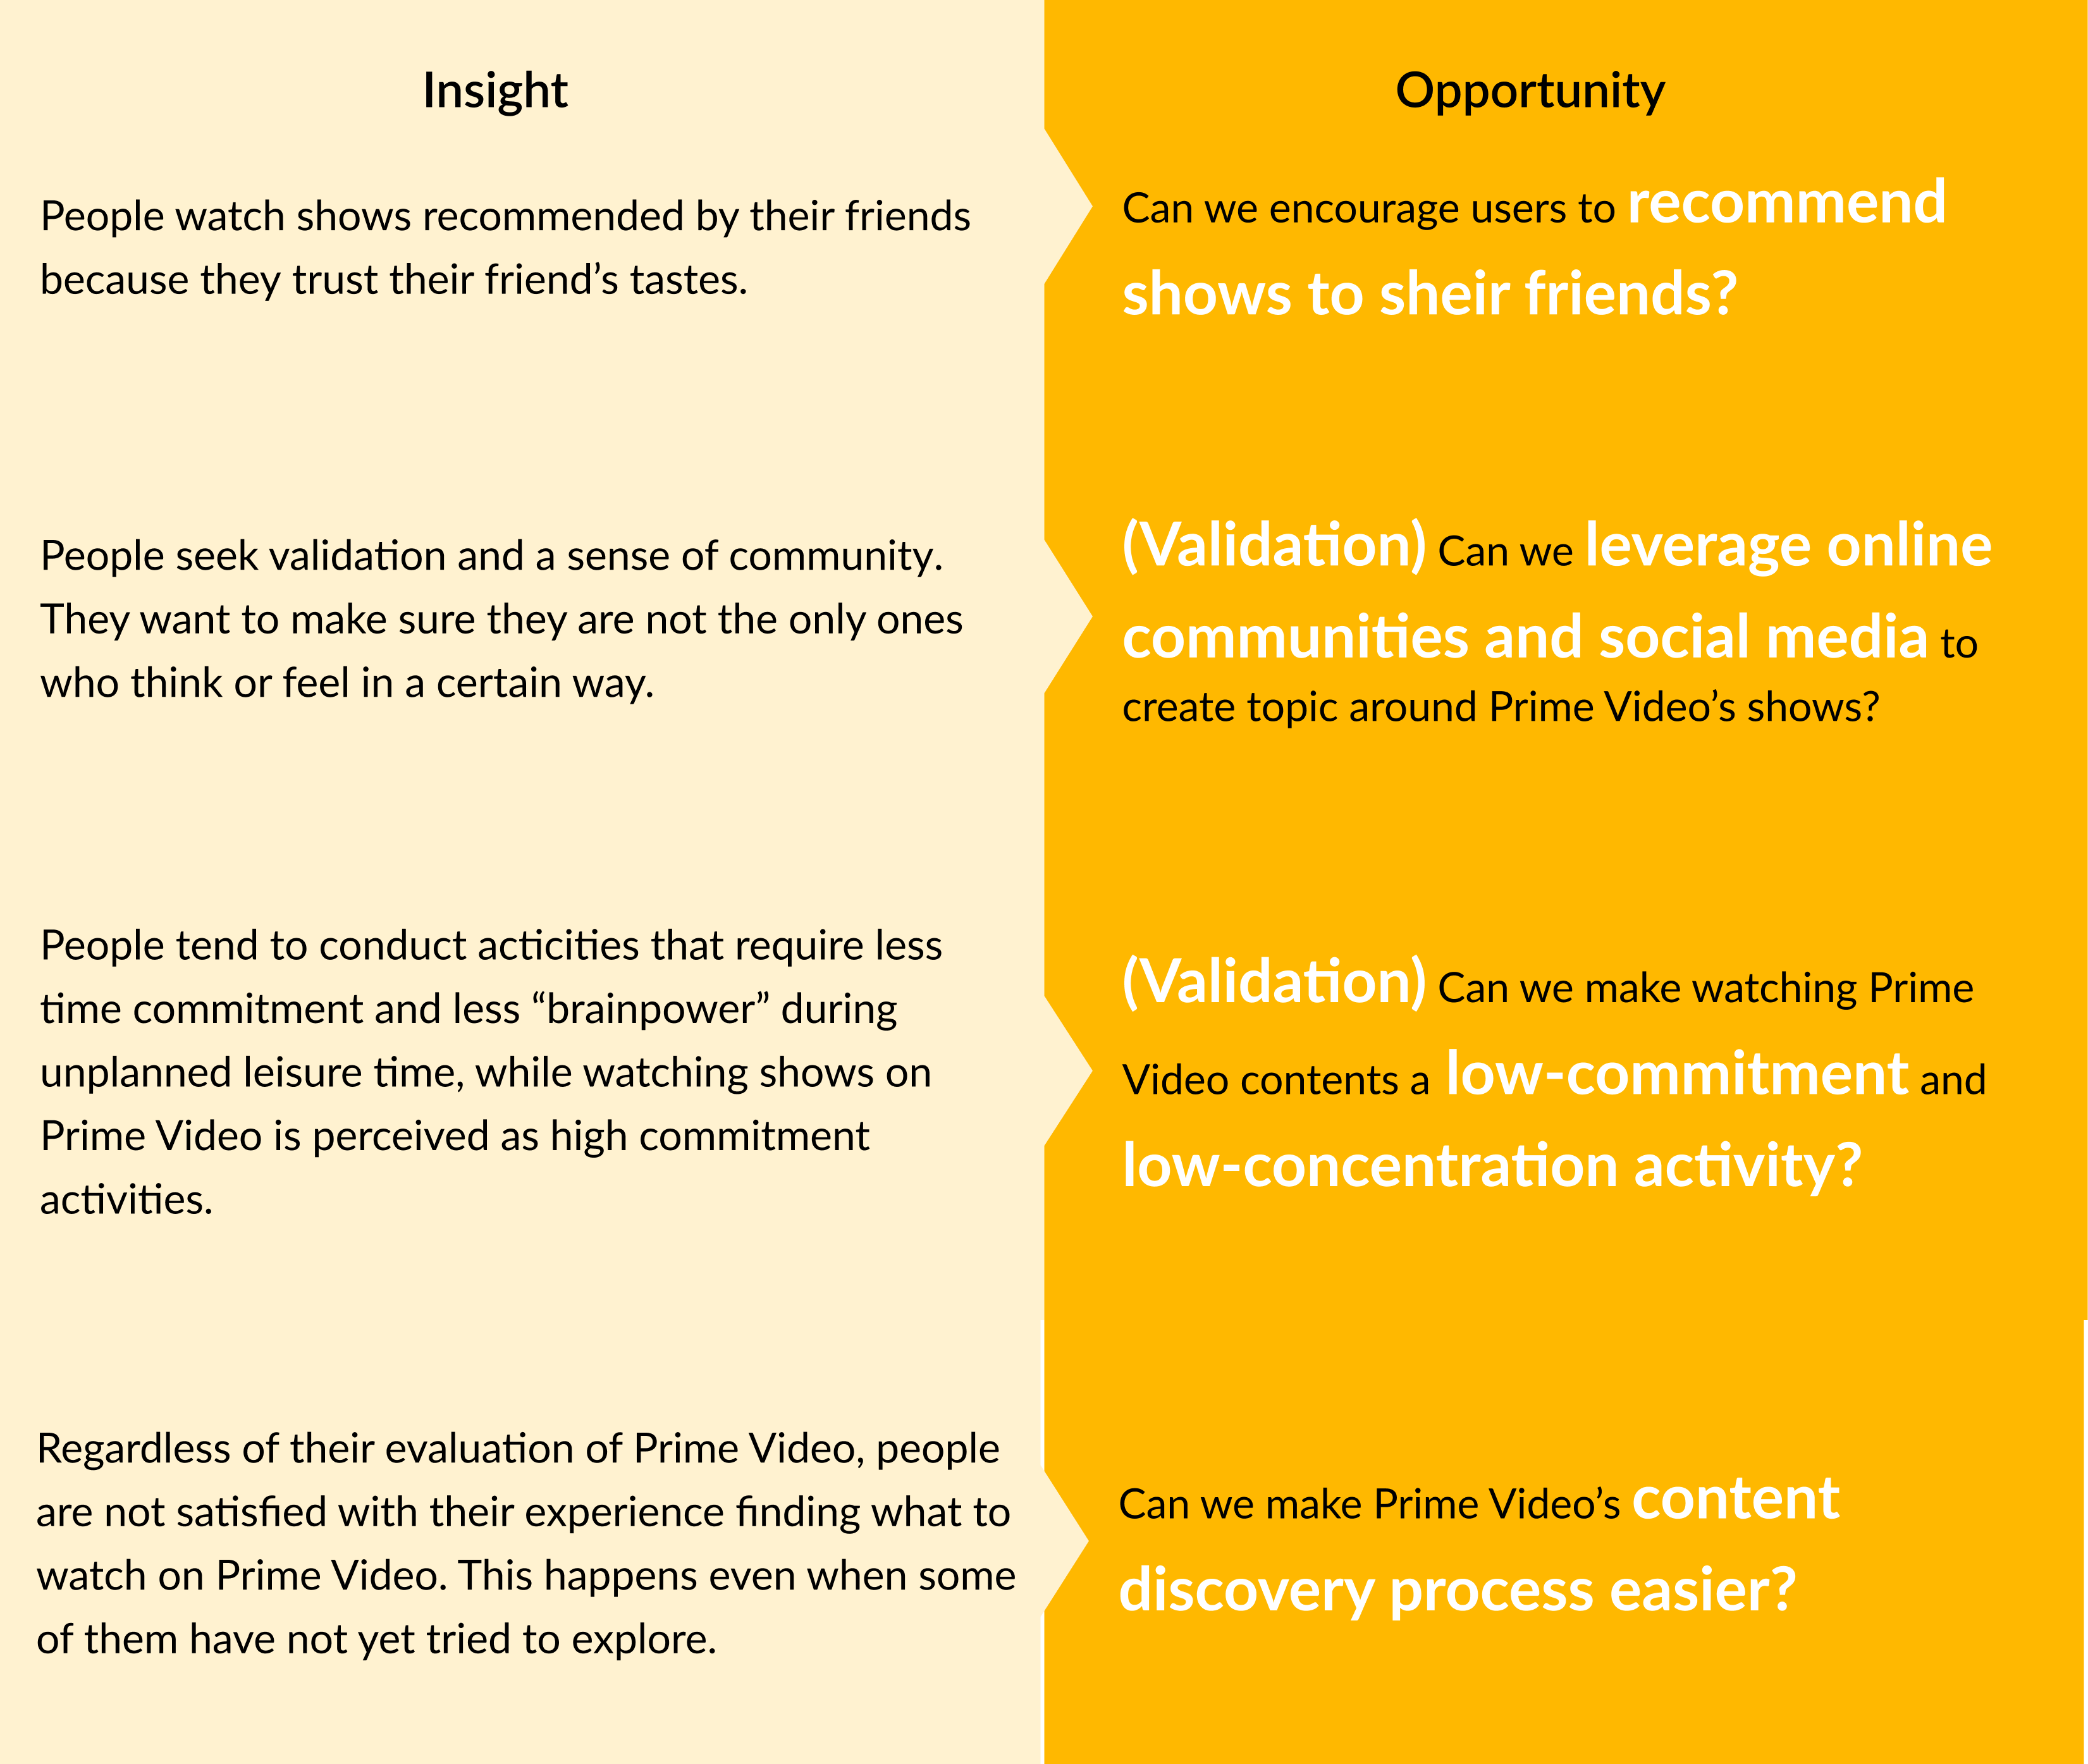 Insight
Opportunity
People watch shows recommended by their friends
because they trust their friend’s tastes.
Can we encourage users to recommend
shows to sheir friends?
People seek validation and a sense of community.
They want to make sure they are not the only ones
who think or feel in a certain way.
(Validation) Can we leverage online
communities and social media to
create topic around Prime Video’s shows?
People tend to conduct acticities that require less
time commitment and less “brainpower” during
unplanned leisure time, while watching shows on
Prime Video is perceived as high commitment
activities.
(Validation) Can we make watching Prime
Video contents a low-commitment and
low-concentration activity?
Regardless of their evaluation of Prime Video, people
are not satisfied with their experience finding what to
watch on Prime Video. This happens even when some
of them have not yet tried to explore.
Can we make Prime Video’s content
discovery process easier?